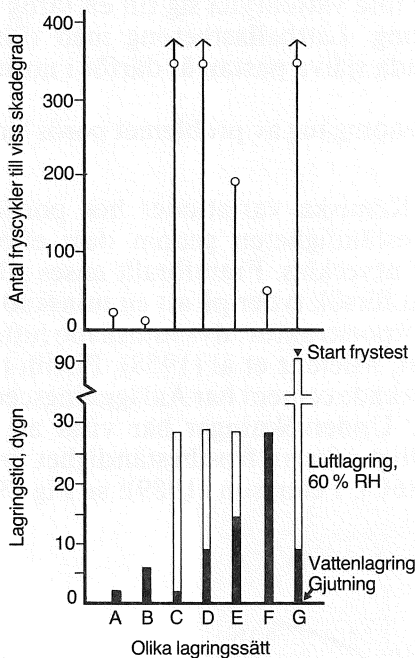 Antal fryscykler till viss skadegrad
400
300
200
100
0
Lagringstid, dygn
90
30
20
10
0
Start frystest
Luftlagring,
60 % RH
Vattenlagring
Gjutning
A B C D E F G
Olika lagringssätt